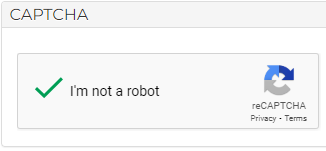 CAPTCHA
I'm not a robot
reCAPTCHA
Privacy - Terms